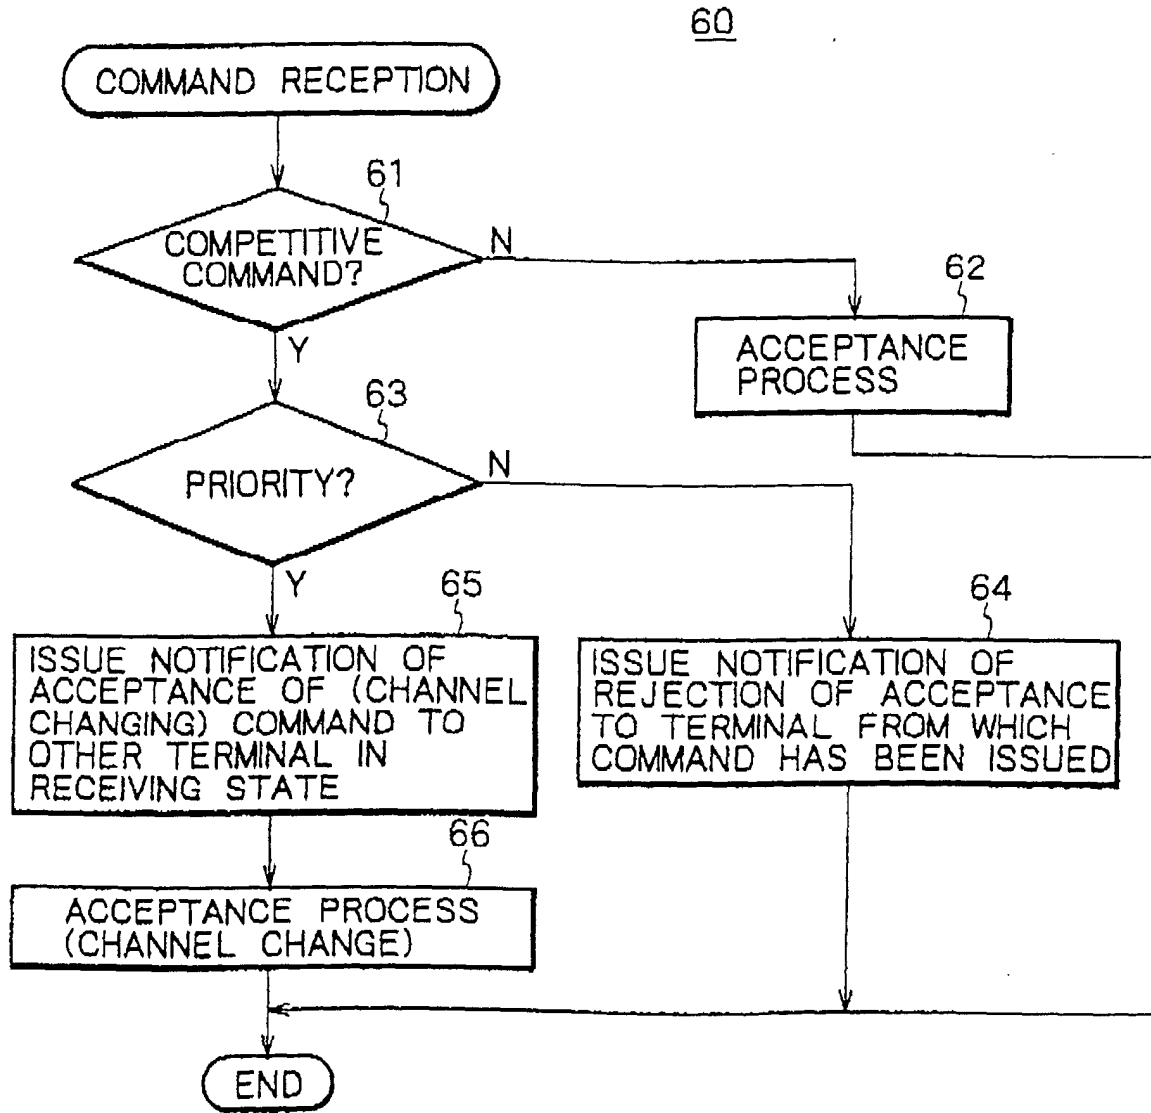 60
COMMAND RECEPTION
61
COMPETITIVE
COMMAND?
N
Y
62
ACCEPTANCE
PROCESS
63
PRIORITY?
N
Y
65
ISSUE NOTIFICATION OF
ACCEPTANCE OF (CHANNEL
CHANGING) COMMAND TO
OTHER TERMINAL IN
RECEIVING STATE
64
ISSUE NOTIFICATION OF
REJECTION OF ACCEPTANCE
TO TERMINAL FROM WHICH
COMMAND HAS BEEN ISSUED
66
ACCEPTANCE PROCESS
(CHANNEL CHANGE)
END